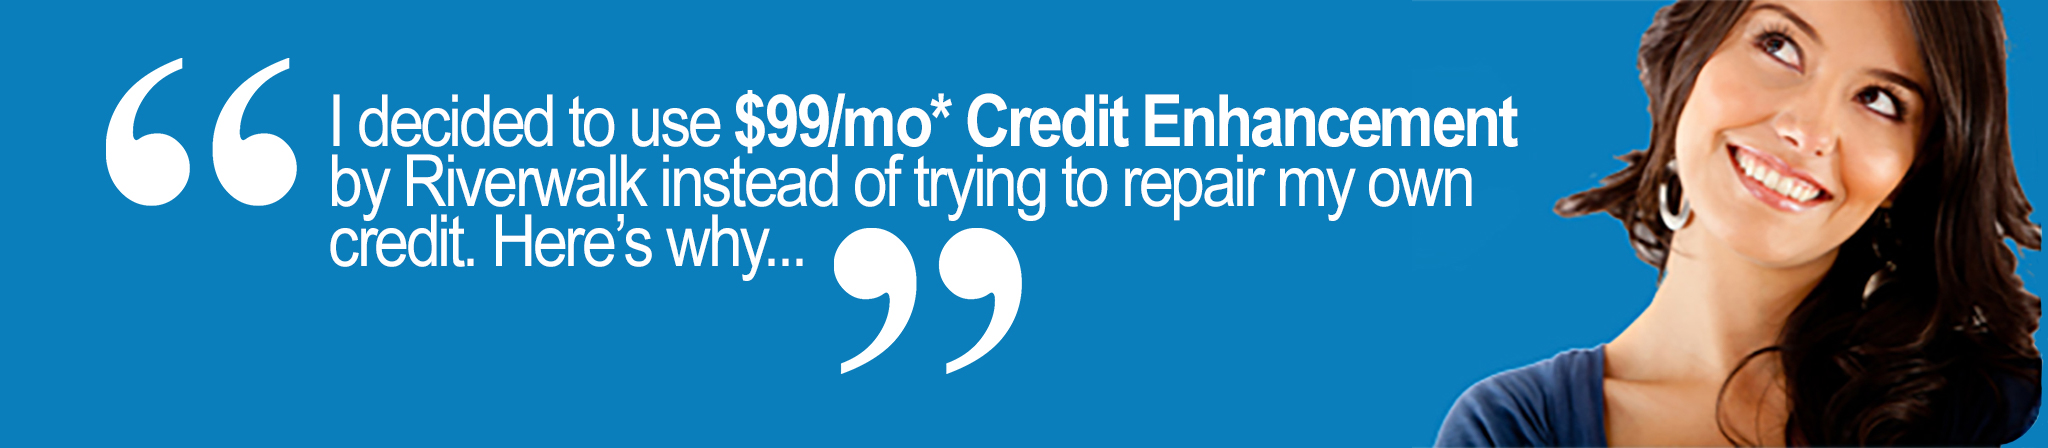 “I decided to use $99/mo* Credit Enhancement
by Riverwalk instead of trying to repair my own
credit. Here’s why...”